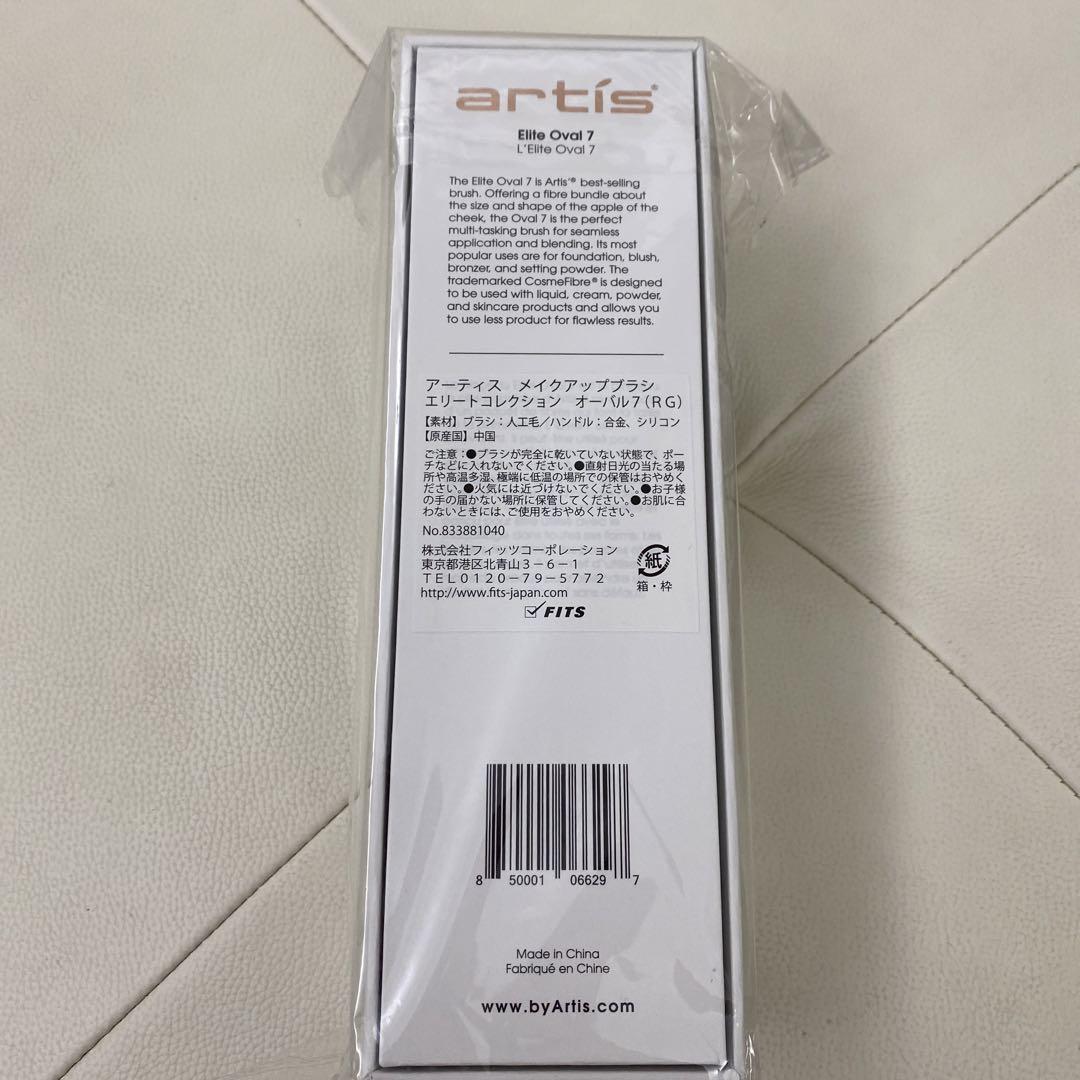 artis®
Elite Oval 7
L'Elite Oval 7
The Elite Oval 7 is Artis'® best-selling
brush. Offering a fibre bundle about
the size and shape of the apple of the
cheek, the Oval 7 is the perfect
multi-tasking brush for seamless
application and blending. Its most
popular uses are for foundation, blush,
bronzer, and setting powder. The
trademarked CosmeFibre® is designed
to be used with liquid, cream, powder,
and skincare products and allows you
to use less product for flawless results.
アーティス　メイクアップブラシ
エリートコレクション　オーバル７（ＲＧ）
【素材】ブラシ：人工毛／ハンドル：合金、シリコン
【原産国】中国
ご注意：●ブラシが完全に乾いていない状態で、ポー
チなどに入れないでください。●直射日光の当たる場
所や高温多湿、極端に低温の場所での保管はおやめく
ださい。●火気には近づけないでください。●お子様
の手の届かない場所に保管してください。●お肌に合
わないときには、ご使用をおやめください。
No.833881040
株式会社フィッツコーポレーション
東京都港区北青山３－６－１
ＴＥＬ０１２０－７９－５７７２
http://www.fits-japan.com
紙
箱・枠
FITS
8 50001 06629 7
Made in China
Fabriqué en Chine
www.byArtis.com